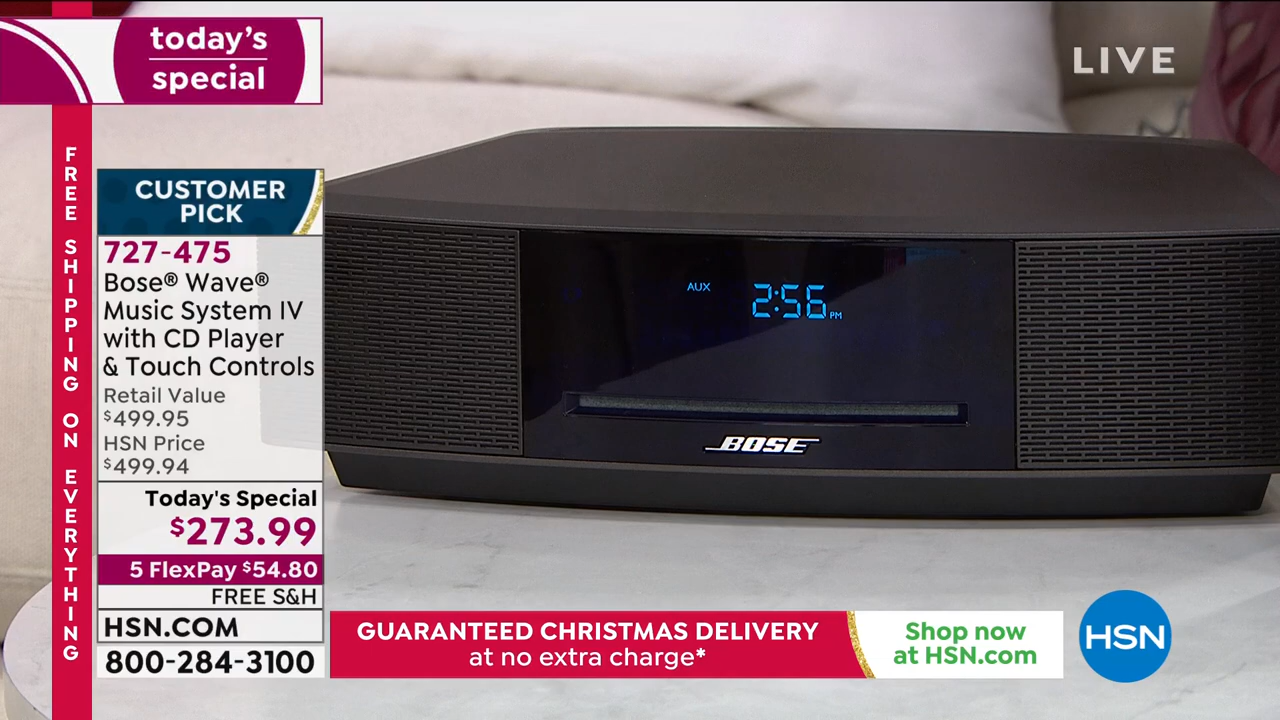 today's
special
LIVE
FREE SHIPPING ON EVERYTHING
CUSTOMER
PICK
727-475
Bose® Wave®
Music System IV
with CD Player
& Touch Controls
Retail Value
$499.95
HSN Price
$499.94
Today's Special
$273.99
5 FlexPay $54.80
FREE S&H
HSN.COM
800-284-3100
AUX 2:56 PM
BOSE
GUARANTEED CHRISTMAS DELIVERY
at no extra charge*
Shop now
at HSN.com
HSN